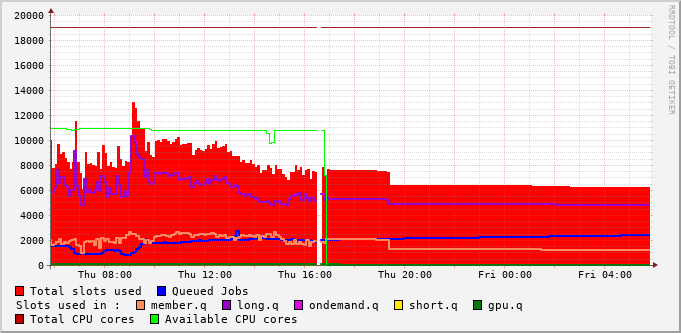 20000
18000
16000
14000
12000
10000
8000
6000
4000
2000
0
Thu 08:00 Thu 12:00 Thu 16:00 Thu 20:00 Fri 00:00 Fri 04:00
Total slots used Queued Jobs
Slots used in : member.q long.q ondemand.q short.q gpu.q
Total CPU cores Available CPU cores
RRDTOOL / TOBI OETIKER